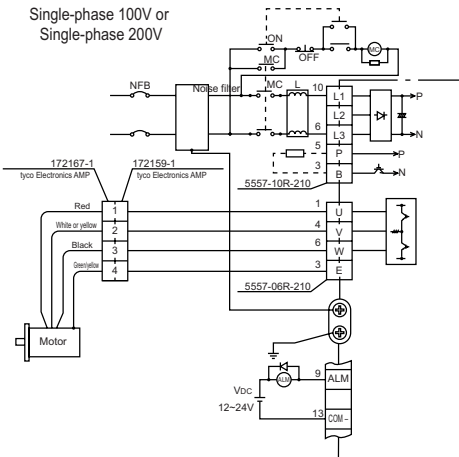 Single-phase 100V or
Single-phase 200V
ON
OFF
MC
MC
NFB
Noise filter
MC
L
10
L1
P
L2
6
L3
N
5
P
P
3
B
N
172167-1
172159-1
tyco Electronics AMP
tyco Electronics AMP
5557-10R-210
Red
1
1
U
White or yellow
2
4
V
Black
3
6
W
Green/yellow
4
3
E
5557-06R-210
Motor
ALM
9
ALM
VDC
12~24V
13
COM –